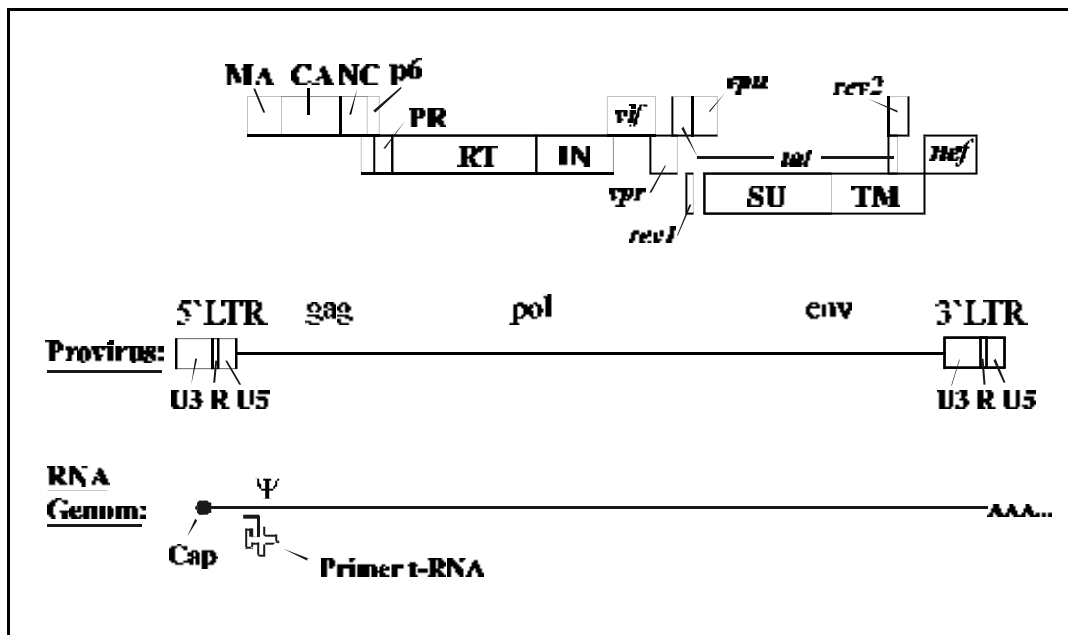 MA CA NC p6 vpu rev2
PR vif
RT IN tat nef
vpr SU TM
rev1
5`LTR gag pol env 3`LTR
Provirus:
U3 R U5 U3 R U5
RNA Ψ
Genom: AAA...
Cap Primer t-RNA